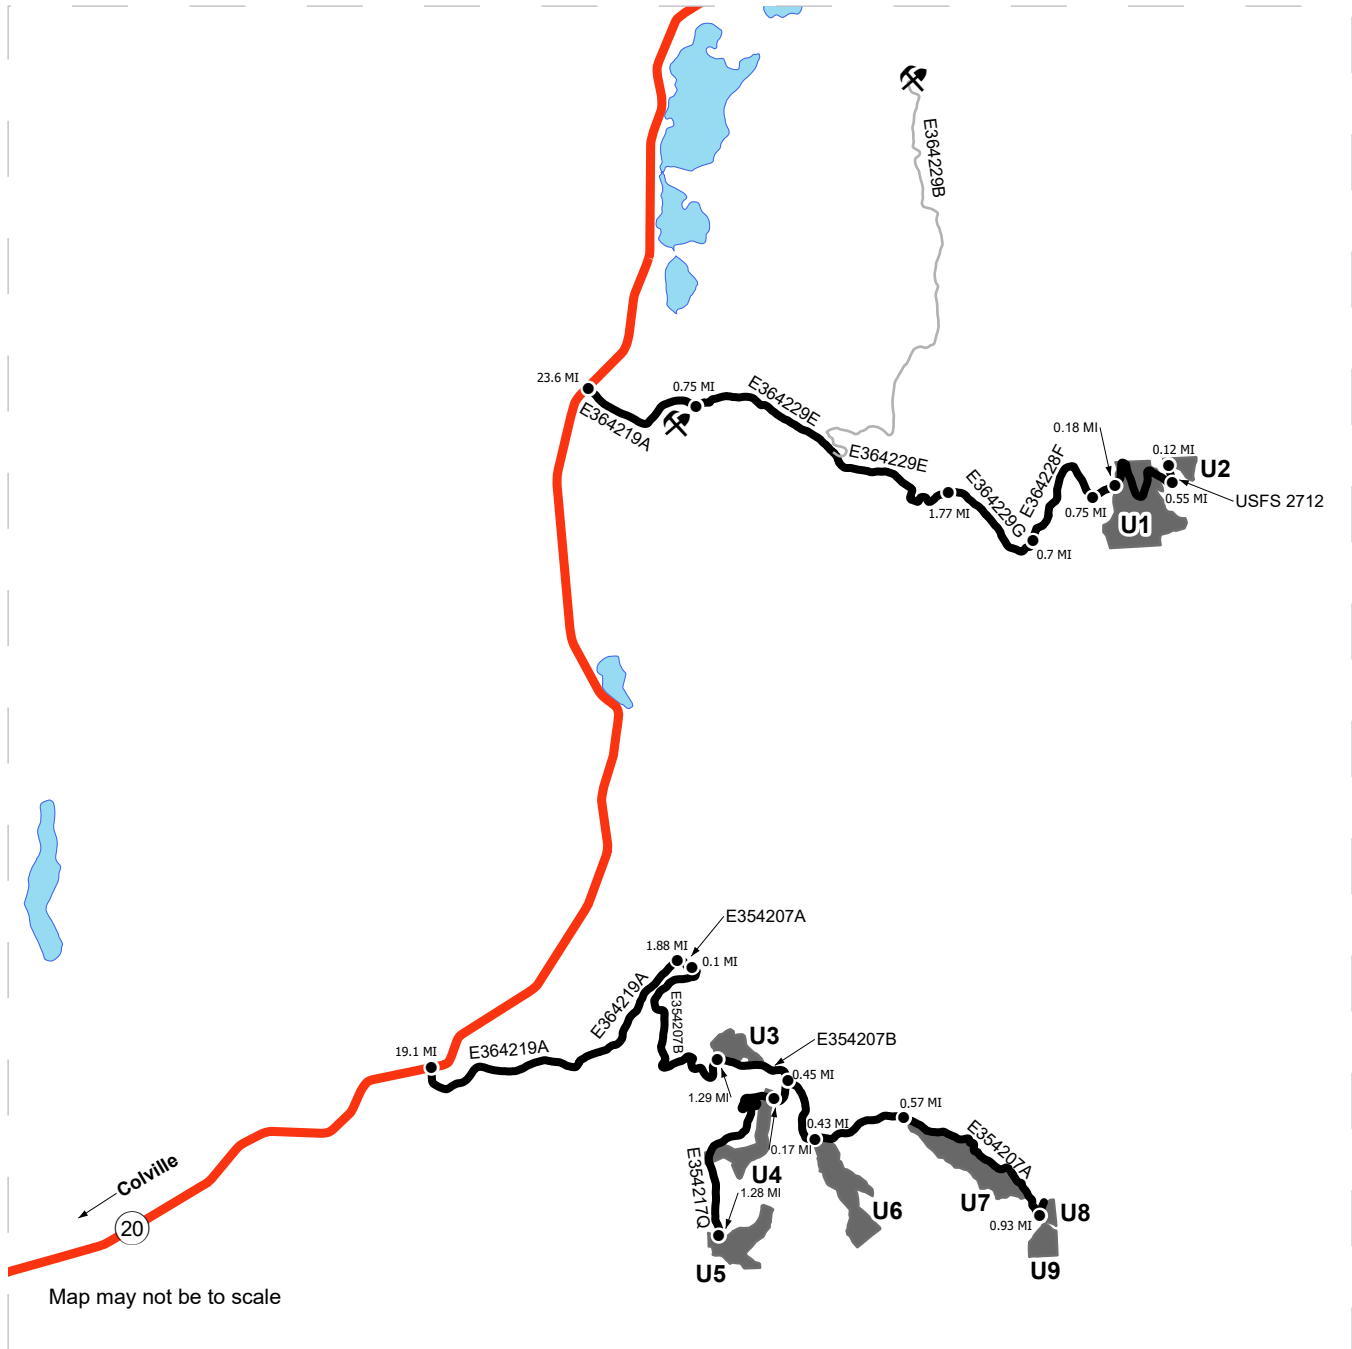 E364229B
23.6 MI
0.75 MI
E364219A
E364229E
E364229E
1.77 MI
E364229G
0.7 MI
E364228F
0.18 MI
0.75 MI
U1
0.12 MI
U2
0.55 MI
USFS 2712
E354207A
1.88 MI
0.1 MI
E364219A
E354207B
19.1 MI
E364219A
U3
E354207B
1.29 MI
0.45 MI
0.17 MI
0.43 MI
0.57 MI
E354207A
U4
E354217Q
1.28 MI
U5
U6
U7
0.93 MI
U8
U9
Colville
20
Map may not be to scale